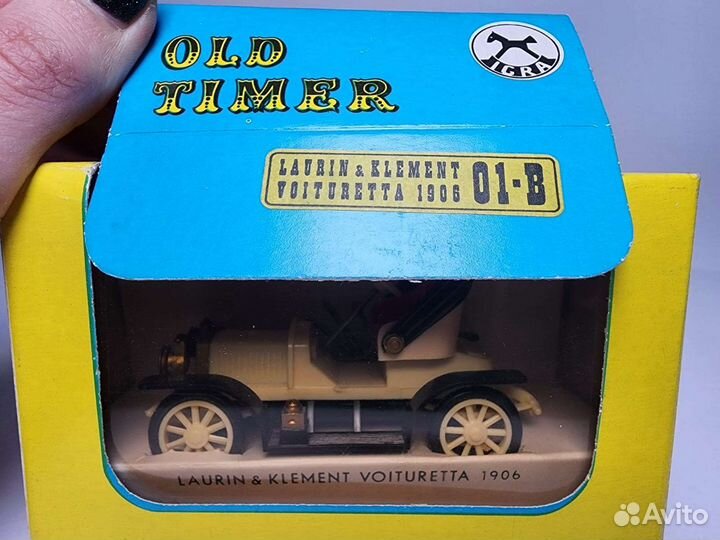 OLD
TIMER
IGRA
LAURIN & KLEMENT
VOITURETTA 1906
01-B
LAURIN & KLEMENT VOITURETTA 1906
Avito